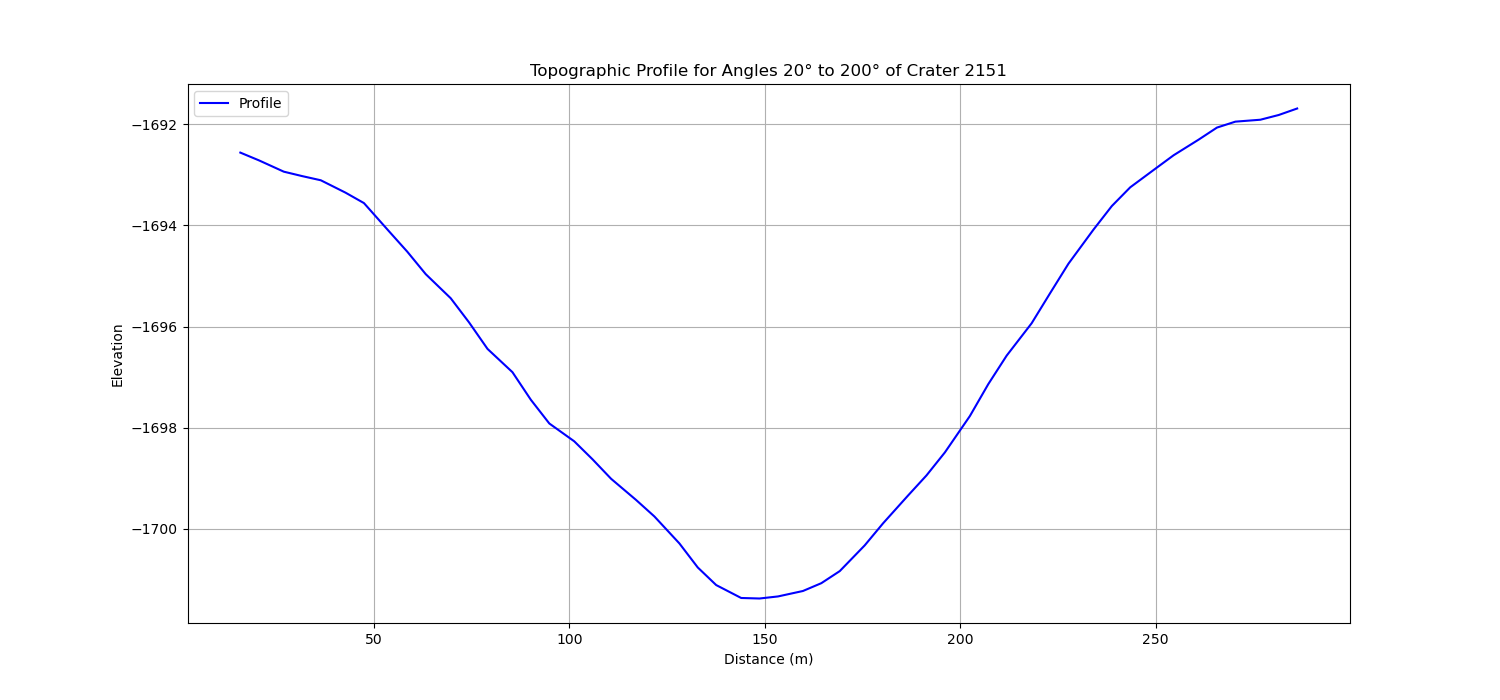 Topographic Profile for Angles 20° to 200° of Crater 2151
Profile
−1692
−1694
−1696
−1698
−1700
Elevation
50
100
150
200
250
Distance (m)